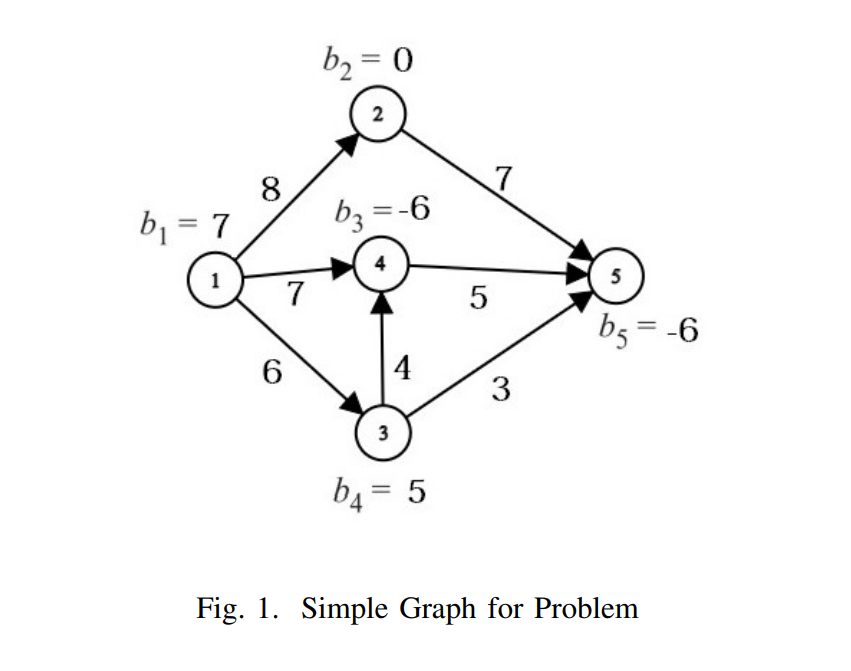 b₂ = 0
2
8
7
b₃ = -6
b₁ = 7
4
1
5
7
5
b₅ = -6
6
4
3
3
b₄ = 5
Fig. 1. Simple Graph for Problem